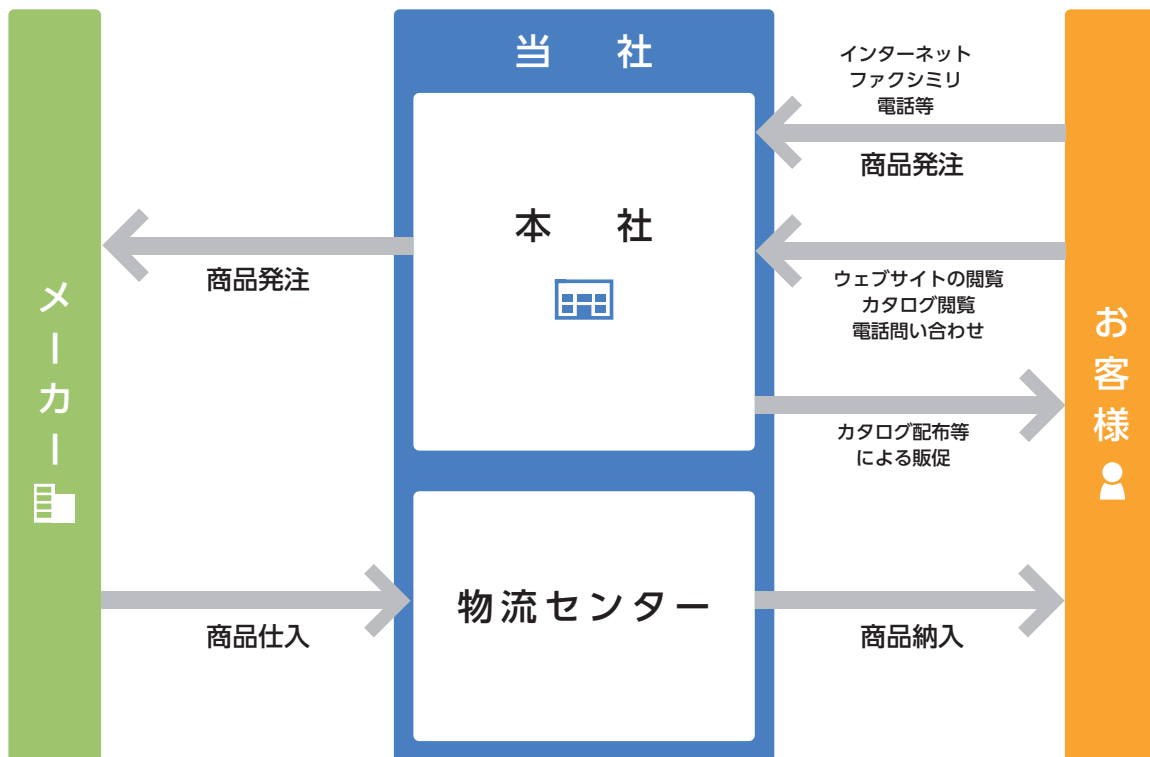 メーカー
商品発注
商品仕入
当　社
本　社
物流センター
インターネット
ファクシミリ
電話等
商品発注
ウェブサイトの閲覧
カタログ閲覧
電話問い合わせ
カタログ配布等
による販促
商品納入
お客様